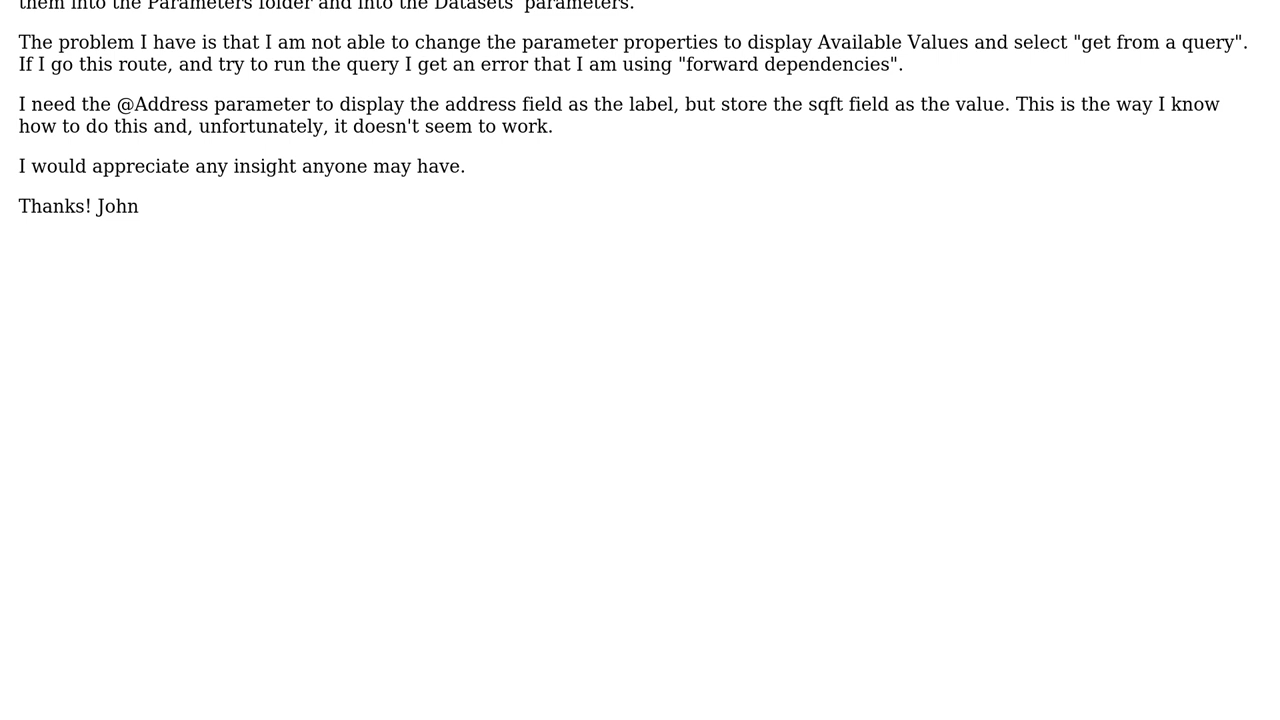 them into the Parameters folder and into the Datasets' parameters.
The problem I have is that I am not able to change the parameter properties to display Available Values and select "get from a query".
If I go this route, and try to run the query I get an error that I am using "forward dependencies".
I need the @Address parameter to display the address field as the label, but store the sqft field as the value. This is the way I know
how to do this and, unfortunately, it doesn't seem to work.
I would appreciate any insight anyone may have.
Thanks! John